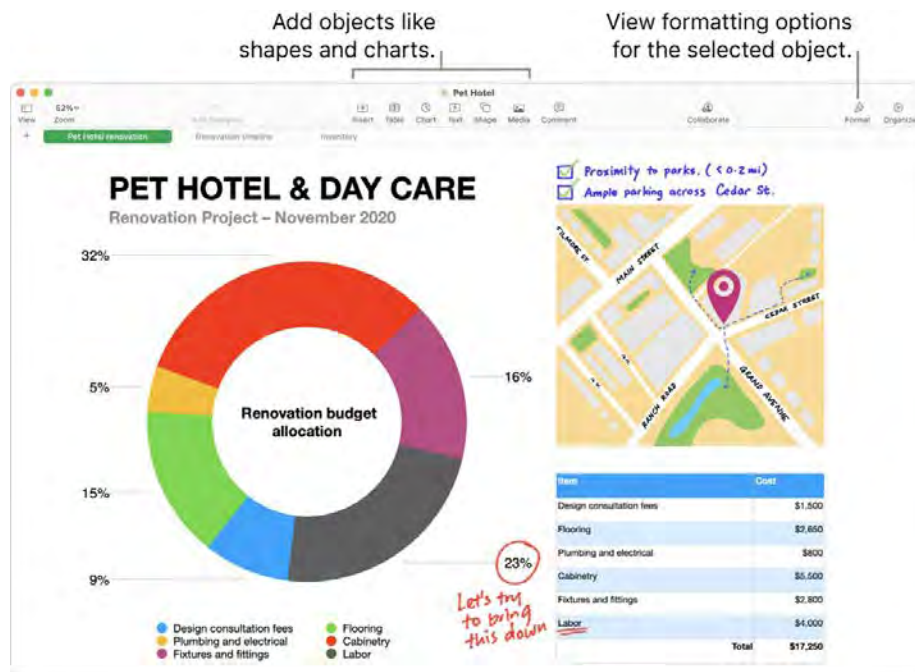 Add objects like
shapes and charts.
View formatting options
for the selected object.
Pet Hotel
View
Zoom
Insert
Table
Chart
Text
Shape
Media
Comment
Collaborate
Format
Organize
+
Pet Hotel renovation
Renovation timeline
Inventory
PET HOTEL & DAY CARE
Renovation Project – November 2020
32%
5%
15%
9%
16%
23%
Renovation budget
allocation
Let's try
to bring
this down
Design consultation fees
Plumbing and electrical
Fixtures and fittings
Flooring
Cabinetry
Labor
Proximity to parks. (<0.2 mi)
Ample parking across Cedar St.
FILMORE ST
MAIN STREET
CEDAR STREET
RANCH ROAD
GRAND AVENUE
Item Cost
Design consultation fees $1,500
Flooring $2,650
Plumbing and electrical $800
Cabinetry $5,500
Fixtures and fittings $2,800
Labor $4,000
Total $17,250